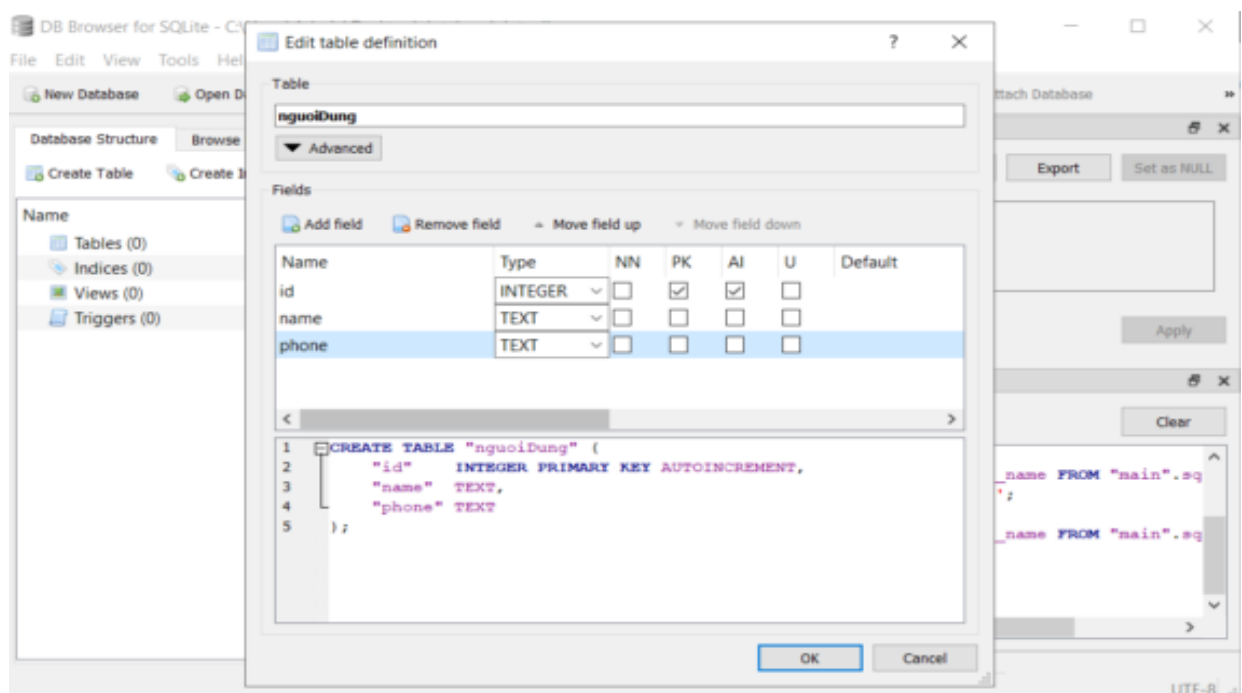 DB Browser for SQLite - C:\
Edit table definition
?
File Edit View Tools Hel
New Database Open D
ttach Database
Table
nguoiDung
Advanced
Database Structure Browse
Create Table Create I
Export Set as NULL
Fields
Add field Remove field Move field up Move field down
Name
Tables (0)
Indices (0)
Views (0)
Triggers (0)
Name Type NN PK AI U Default
id INTEGER
name TEXT
phone TEXT
Apply
Clear
1 CREATE TABLE "nguoiDung" (
2 "id" INTEGER PRIMARY KEY AUTOINCREMENT,
3 "name" TEXT,
4 "phone" TEXT
5 );
_name FROM "main".sq
';
_name FROM "main".sq
OK Cancel
UTF-8